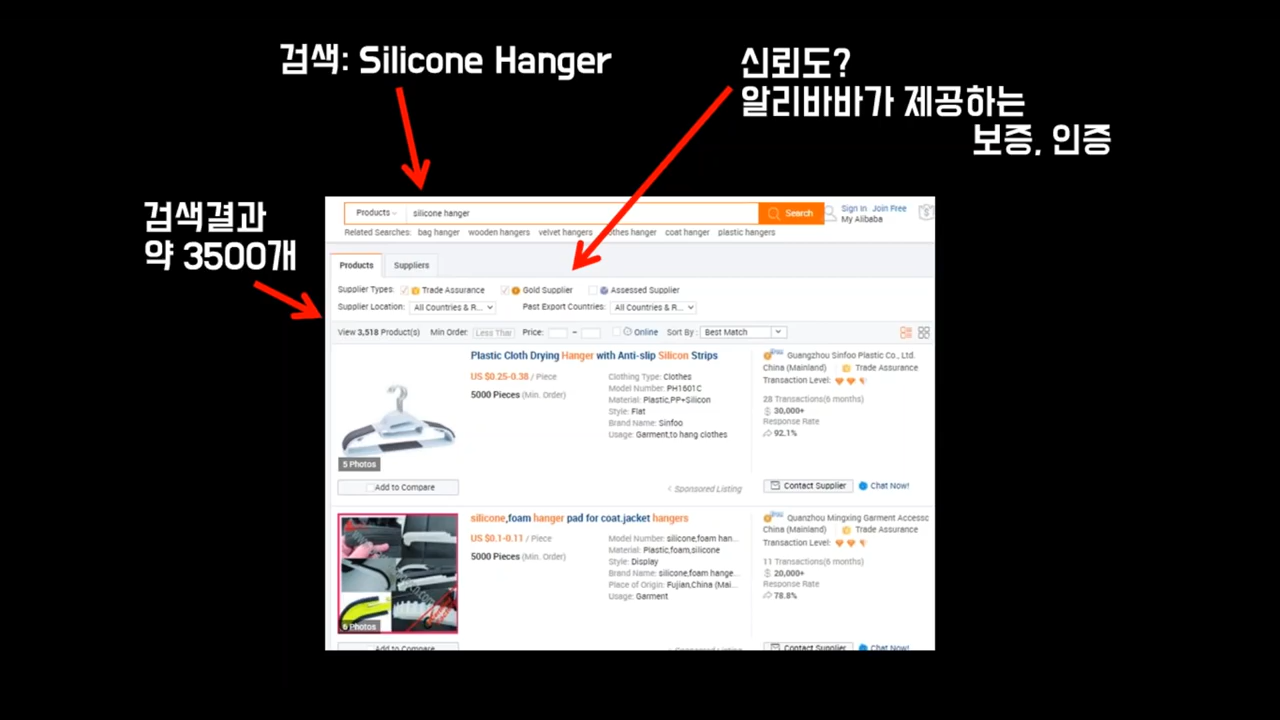 검색: Silicone Hanger
신뢰도?
알리바바가 제공하는
보증, 인증
검색결과
약 3500개
Products
silicone hanger
Search
Sign In Join Free
My Alibaba
Related Searches: bag hanger wooden hangers velvet hangers clothes hanger coat hanger plastic hangers
Products Suppliers
Supplier Types: Trade Assurance Gold Supplier Assessed Supplier
Supplier Location: All Countries & R... Past Export Countries: All Countries & R...
View 3,518 Product(s) Min Order: Less Than Price: - Online Sort By : Best Match
Plastic Cloth Drying Hanger with Anti-slip Silicon Strips
US $0.25-0.38 / Piece
5000 Pieces (Min. Order)
Clothing Type: Clothes
Model Number: PH1601C
Material: Plastic,PP+Silicon
Style: Flat
Brand Name: Sinfoo
Usage: Garment,to hang clothes
Guangzhou Sinfoo Plastic Co., Ltd.
China (Mainland) Trade Assurance
Transaction Level:
28 Transactions(6 months)
$ 30,000+
Response Rate
92.1%
5 Photos
Add to Compare
Sponsored Listing
Contact Supplier Chat Now!
silicone,foam hanger pad for coat,jacket hangers
US $0.1-0.11 / Piece
5000 Pieces (Min. Order)
Model Number: silicone,foam han...
Material: Plastic,foam,silicone
Style: Display
Brand Name: silicone,foam hange...
Place of Origin: Fujian,China (Mai...
Usage: Garment
Quanzhou Mingxing Garment Accessc
China (Mainland) Trade Assurance
Transaction Level:
11 Transactions(6 months)
$ 20,000+
Response Rate
78.8%
6 Photos
Add to Compare
Sponsored Listing
Contact Supplier Chat Now!